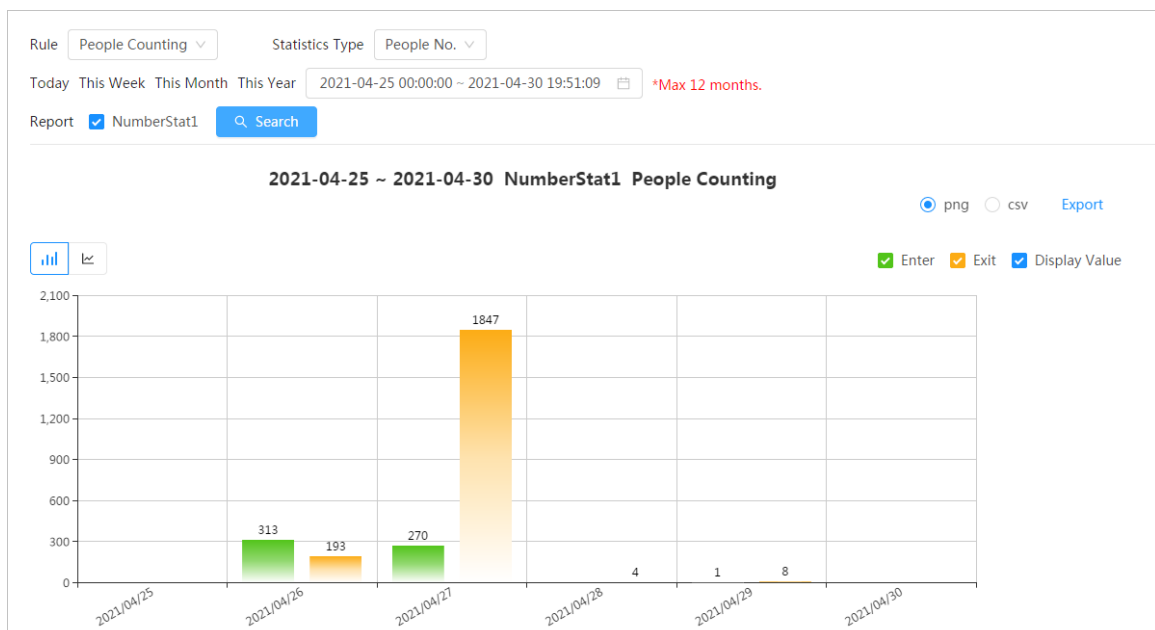 Rule People Counting Statistics Type People No.
Today This Week This Month This Year 2021-04-25 00:00:00 ~ 2021-04-30 19:51:09 *Max 12 months.
Report NumberStat1 Search
2021-04-25 ~ 2021-04-30 NumberStat1 People Counting
png csv Export
Enter Exit Display Value
2,100
1847
1,800
1,500
1,200
900
600
313
270
193
300
4
1
8
0
2021/04/25 2021/04/26 2021/04/27 2021/04/28 2021/04/29 2021/04/30